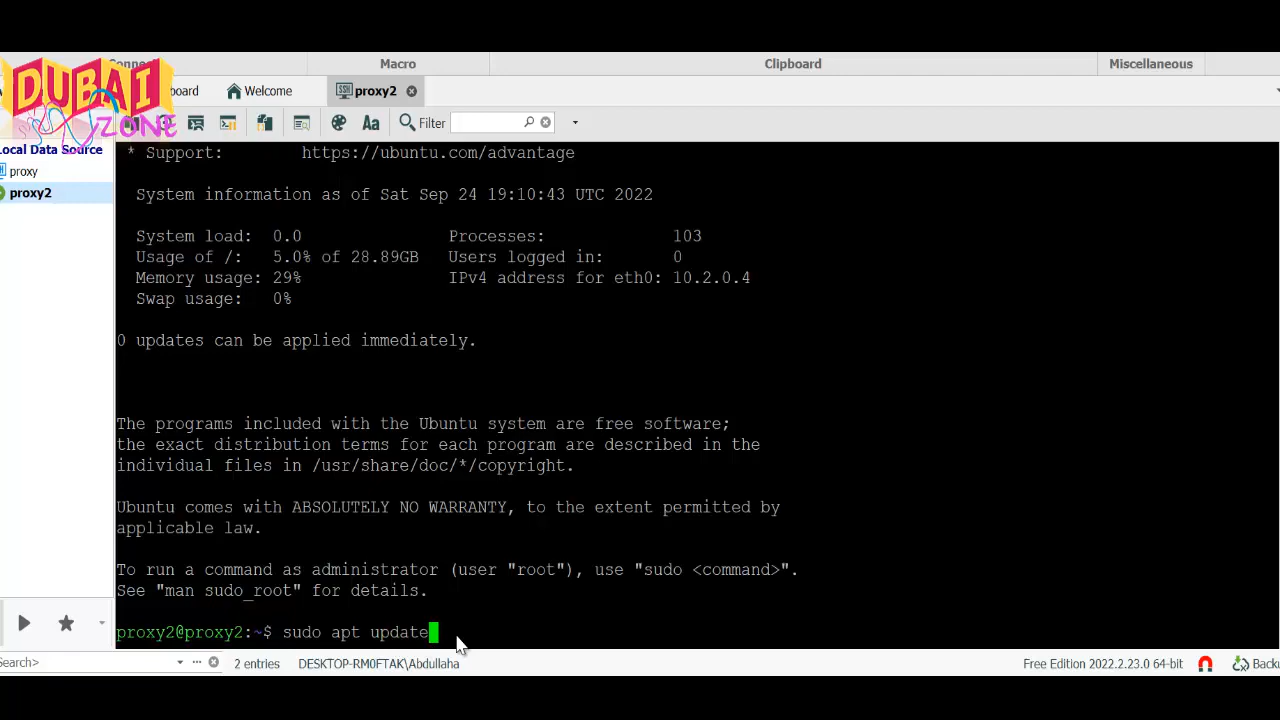 Macro
Clipboard
Miscellaneous
DUBAI
ZONE
board
Welcome
proxy2
Filter
Local Data Source
proxy
proxy2
* Support: https://ubuntu.com/advantage
System information as of Sat Sep 24 19:10:43 UTC 2022
System load: 0.0 Processes: 103
Usage of /: 5.0% of 28.89GB Users logged in: 0
Memory usage: 29% IPv4 address for eth0: 10.2.0.4
Swap usage: 0%
0 updates can be applied immediately.
The programs included with the Ubuntu system are free software;
the exact distribution terms for each program are described in the
individual files in /usr/share/doc/*/copyright.
Ubuntu comes with ABSOLUTELY NO WARRANTY, to the extent permitted by
applicable law.
To run a command as administrator (user "root"), use "sudo <command>".
See "man sudo_root" for details.
proxy2@proxy2:~$ sudo apt update
Search>
2 entries
DESKTOP-RM0FTAK\Abdullaha
Free Edition 2022.2.23.0 64-bit
Backu